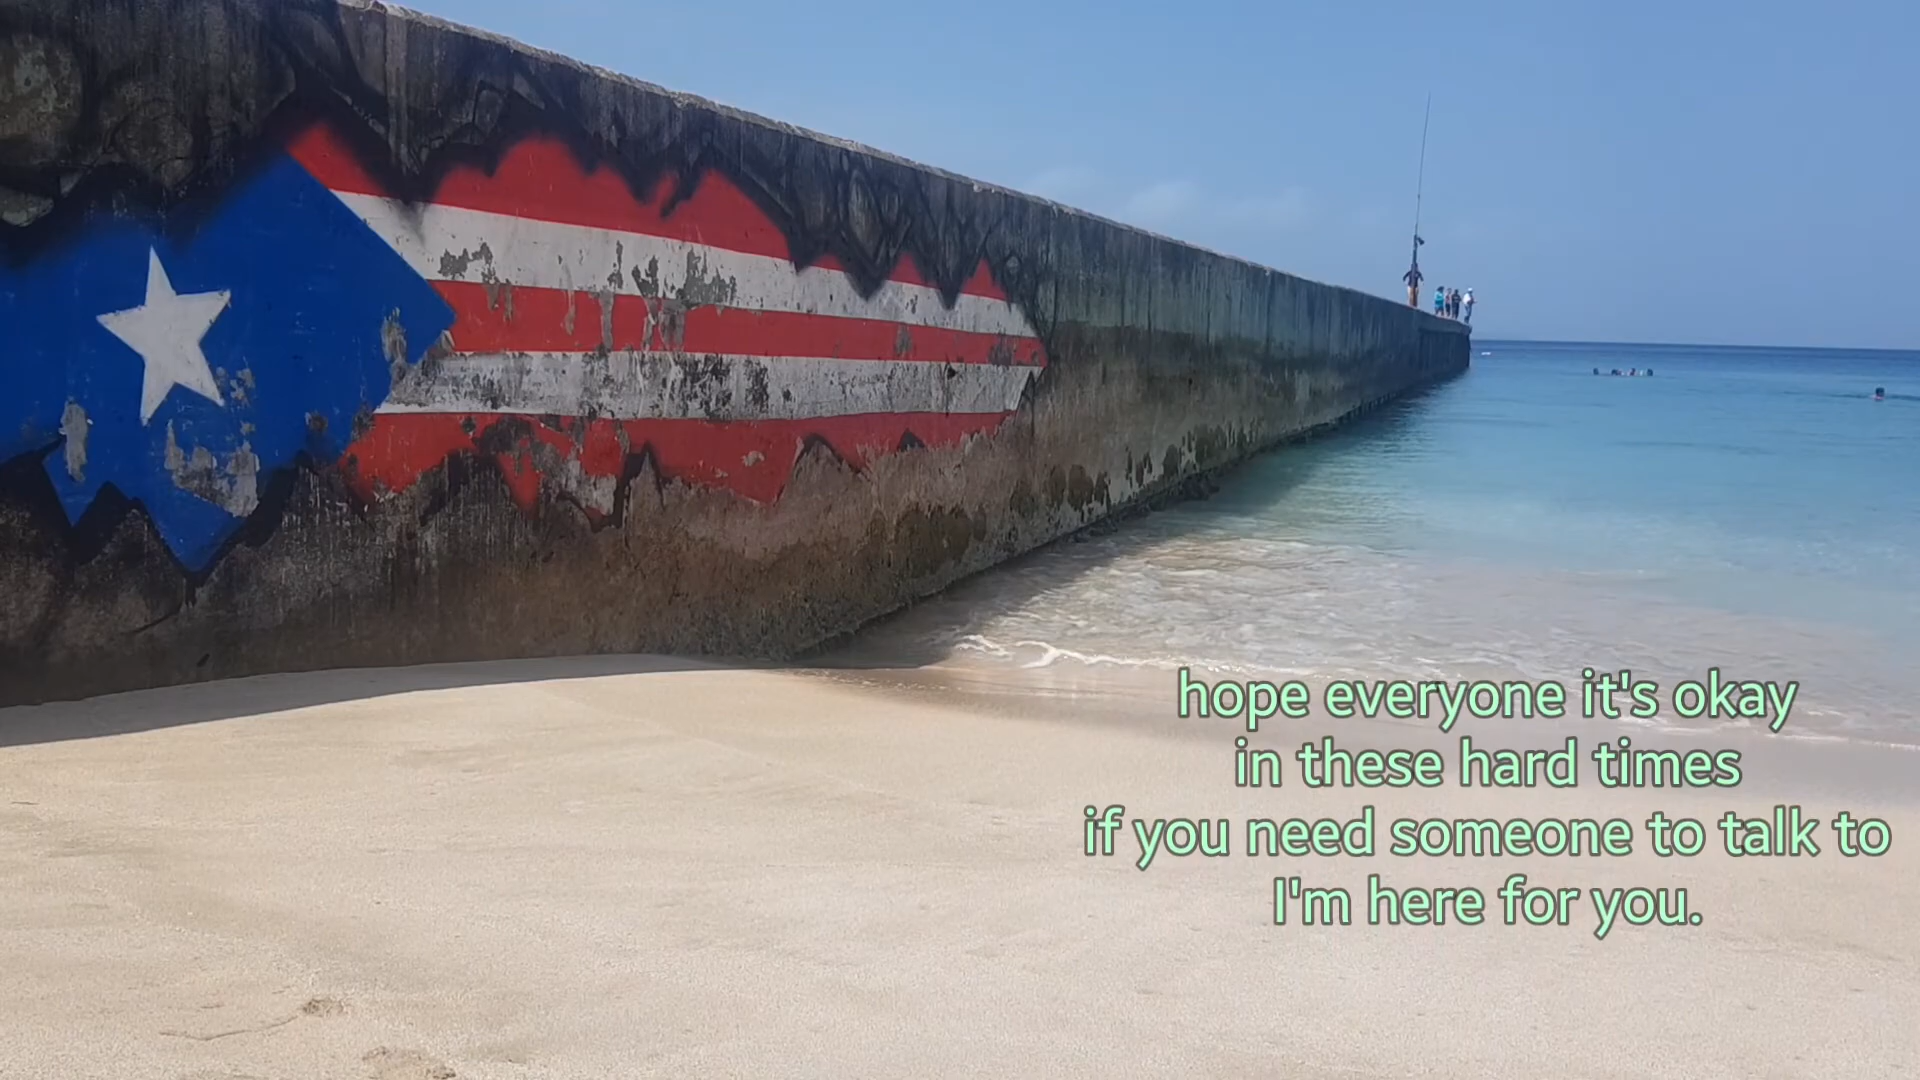 hope everyone it's okay
in these hard times
if you need someone to talk to
I'm here for you.